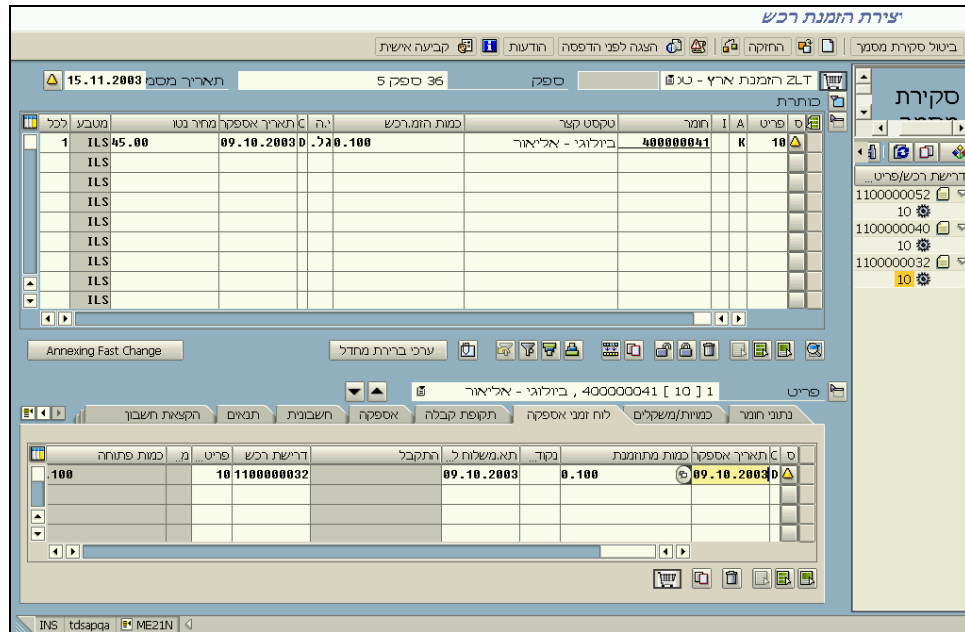 יצירת הזמנת רכש
ביטול סקירת מסמך החזקה הצגה לפני הדפסה הודעות קביעה אישית
ZLT הזמנת ארץ - טכ ספק 36 ספק 5 תאריך מסמ 15.11.2003
כותרת
ס פריט A I חומר טקסט קצר כמות הזמ.רכש י.ה C תאריך אספקה מחיר נטו מטבע לכל
10 K 400000041 ביולוגי - אליאור 0.100 גל. D 09.10.2003 45.00 ILS 1
ILS
ILS
ILS
ILS
ILS
ILS
ILS
ILS
סקירת
דרישת רכש/פריט...
1100000052
10
1100000040
10
1100000032
10
ערכי ברירת מחדל Annexing Fast Change
פריט 1 [ 10 ] 400000041 , ביולוגי - אליאור
נתוני חומר כמויות/משקלים לוח זמני אספקה תקופת קבלה אספקה חשבונית תנאים הקצאת חשבון
ס C תאריך אספקה כמות מתוזמנת נקוד... תא.משלוח ל... התקבל דרישת רכש פריט... מ... כמות פתוחה
D 09.10.2003 0.100 09.10.2003 1100000032 10 .100
INS tdsapqa ME21N